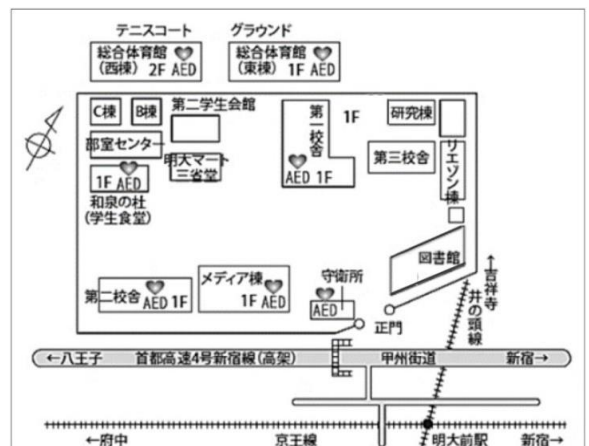 テニスコート
グラウンド
総合体育館
(西棟) 2F AED
総合体育館
(東棟) 1F AED
C棟
B棟
第二学生会館
部室センター
明大マート
三省堂
1F AED
和泉の杜
(学生食堂)
第一校舎
1F
AED 1F
研究棟
第三校舎
リエゾン棟
図書館
←吉祥寺
井の頭線
第二校舎 AED 1F
メディア棟
1F AED
守衛所
AED
正門
←八王子
首都高速4号新宿線(高架)
甲州街道
新宿→
←府中
京王線
明大前駅
新宿→